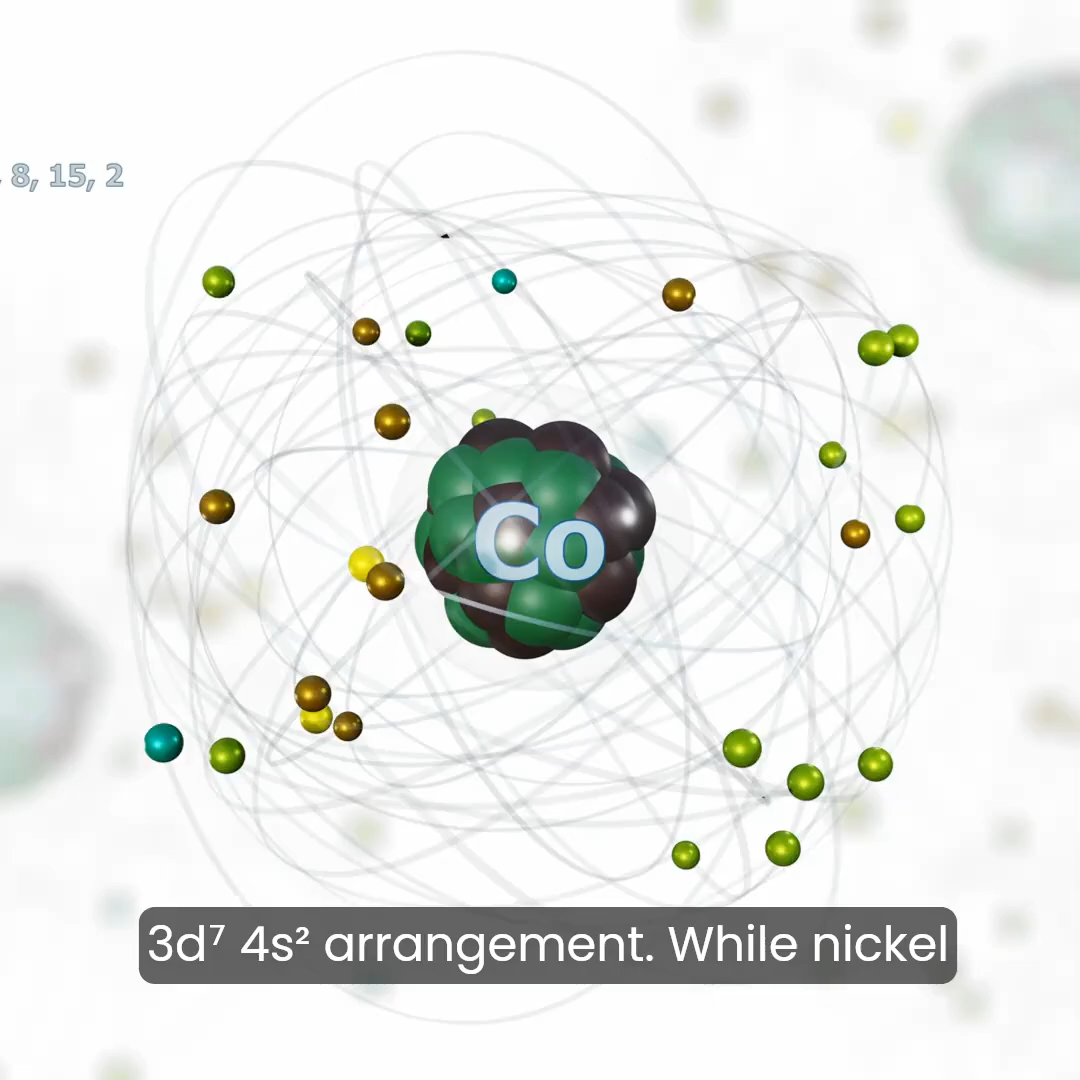 8, 15, 2
Co
3d⁷ 4s² arrangement. While nickel